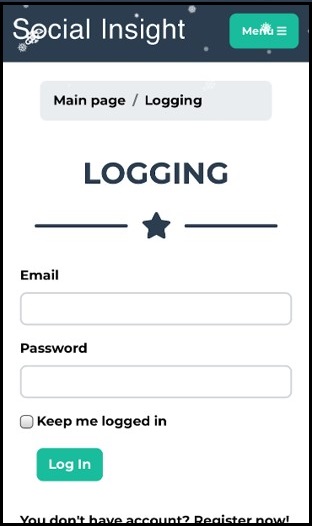 Social Insight
Menu
Main page / Logging
LOGGING
Email
Password
Keep me logged in
Log In
You don't have account? Register now!